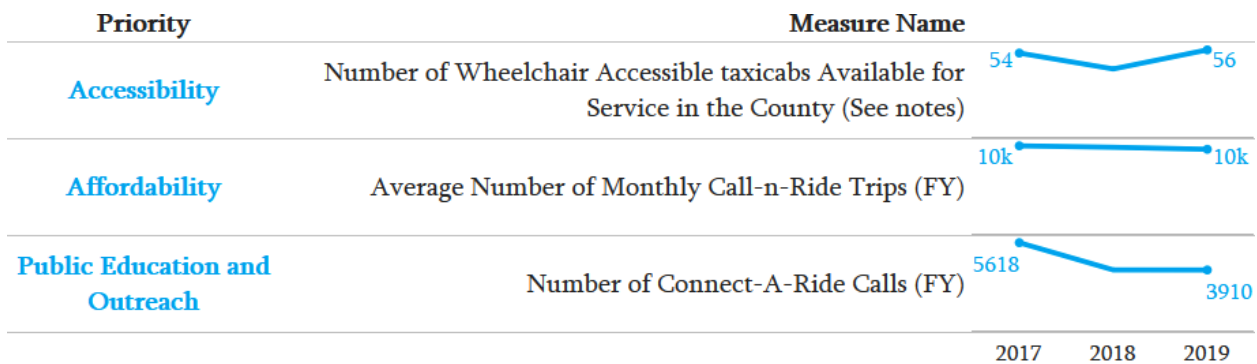 Priority
Measure Name
Accessibility
Number of Wheelchair Accessible taxicabs Available for
Service in the County (See notes)
54
56
Affordability
Average Number of Monthly Call-n-Ride Trips (FY)
10k
10k
Public Education and
Outreach
Number of Connect-A-Ride Calls (FY)
5618
3910
2017
2018
2019